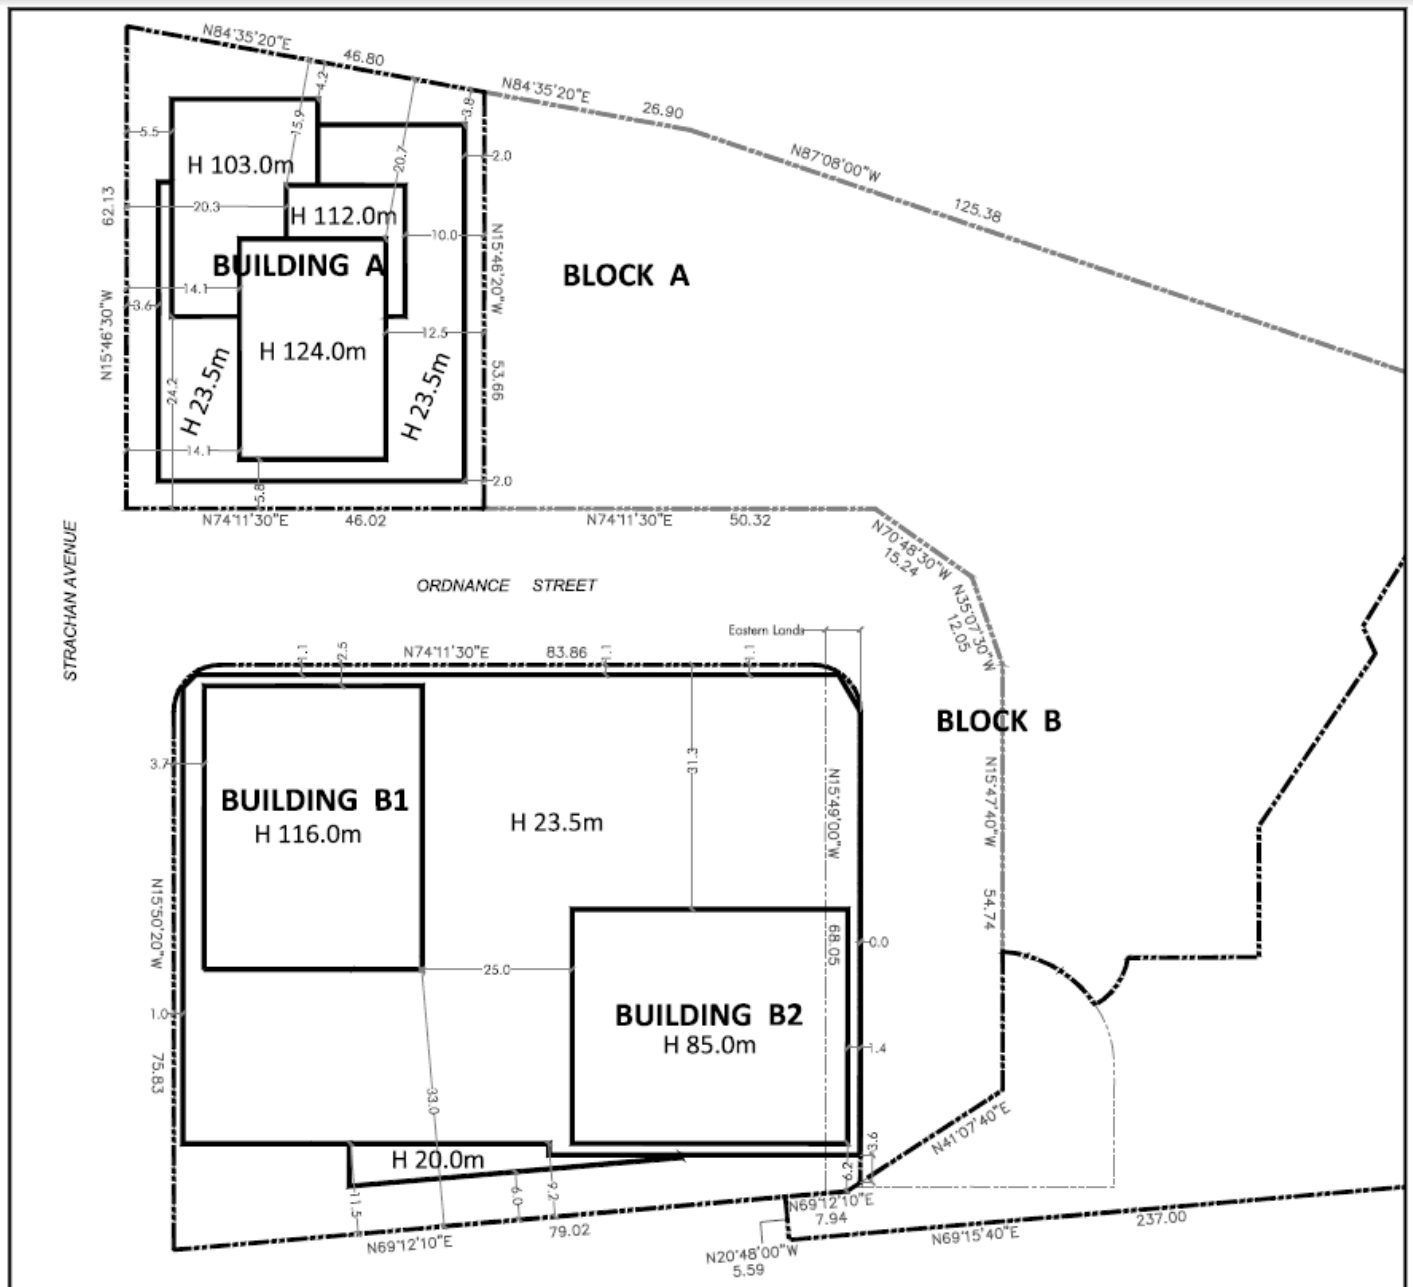 N84°35'20"E
46.80
N84°35'20"E
26.90
N87°08'00"W
125.38
4.2
15.9
3.8
5.5
20.7
2.0
H 103.0m
62.13
20.3
H 112.0m
10.0
N15°46'20"W
BUILDING A
BLOCK A
14.1
3.6
N15°46'30"W
12.5
H 124.0m
53.66
24.2
H 23.5m
H 23.5m
14.1
5.8
2.0
N74°11'30"E
46.02
N74°11'30"E
50.32
N70°48'30"W
15.24
STRACHAN AVENUE
ORDNANCE STREET
N35°07'30"W
12.05
Eastern Lands
1.1
2.5
N74°11'30"E
83.86
1.1
1.1
BLOCK B
3.7
31.3
BUILDING B1
H 116.0m
H 23.5m
N15°49'00"W
N15°47'40"W
54.74
N15°50'20"W
68.05
0.0
25.0
BUILDING B2
H 85.0m
1.0
1.4
75.83
33.0
N41°07'40"E
H 20.0m
3.6
6.2
11.5
6.0
9.2
N69°12'10"E
7.94
79.02
N69°12'10"E
237.00
N69°15'40"E
N20°48'00"W
5.59